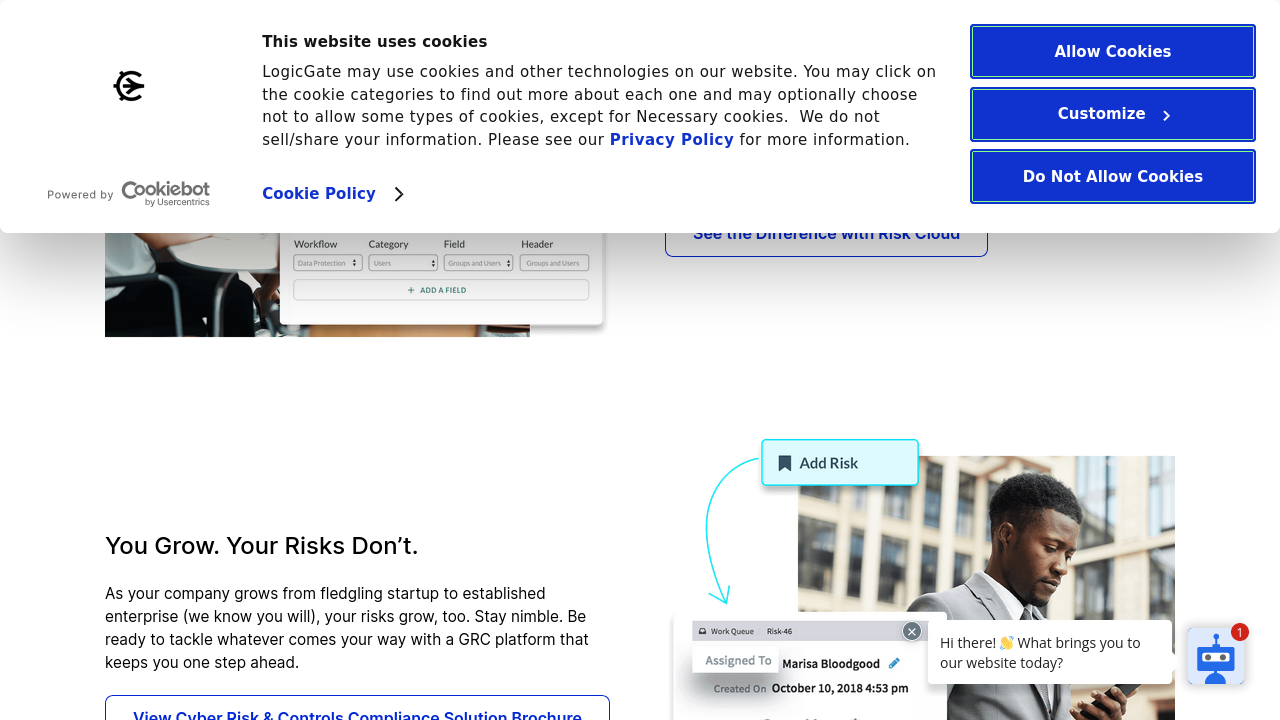 This website uses cookies
LogicGate may use cookies and other technologies on our website. You may click on
the cookie categories to find out more about each one and may optionally choose
not to allow some types of cookies, except for Necessary cookies.  We do not
sell/share your information. Please see our Privacy Policy for more information.
Cookie Policy
Powered by Cookiebot
by Usercentrics
Allow Cookies
Customize
Do Not Allow Cookies
See the Difference with Risk Cloud
Workflow Category Field Header
Data Protection Users Groups and Users Groups and Users
+ ADD A FIELD
You Grow. Your Risks Don’t.
As your company grows from fledgling startup to established
enterprise (we know you will), your risks grow, too. Stay nimble. Be
ready to tackle whatever comes your way with a GRC platform that
keeps you one step ahead.
View Cyber Risk & Controls Compliance Solution Brochure
Add Risk
Work Queue Risk-46
Assigned To Marisa Bloodgood
Created On October 10, 2018 4:53 pm
Hi there! 👋 What brings you to
our website today?
1